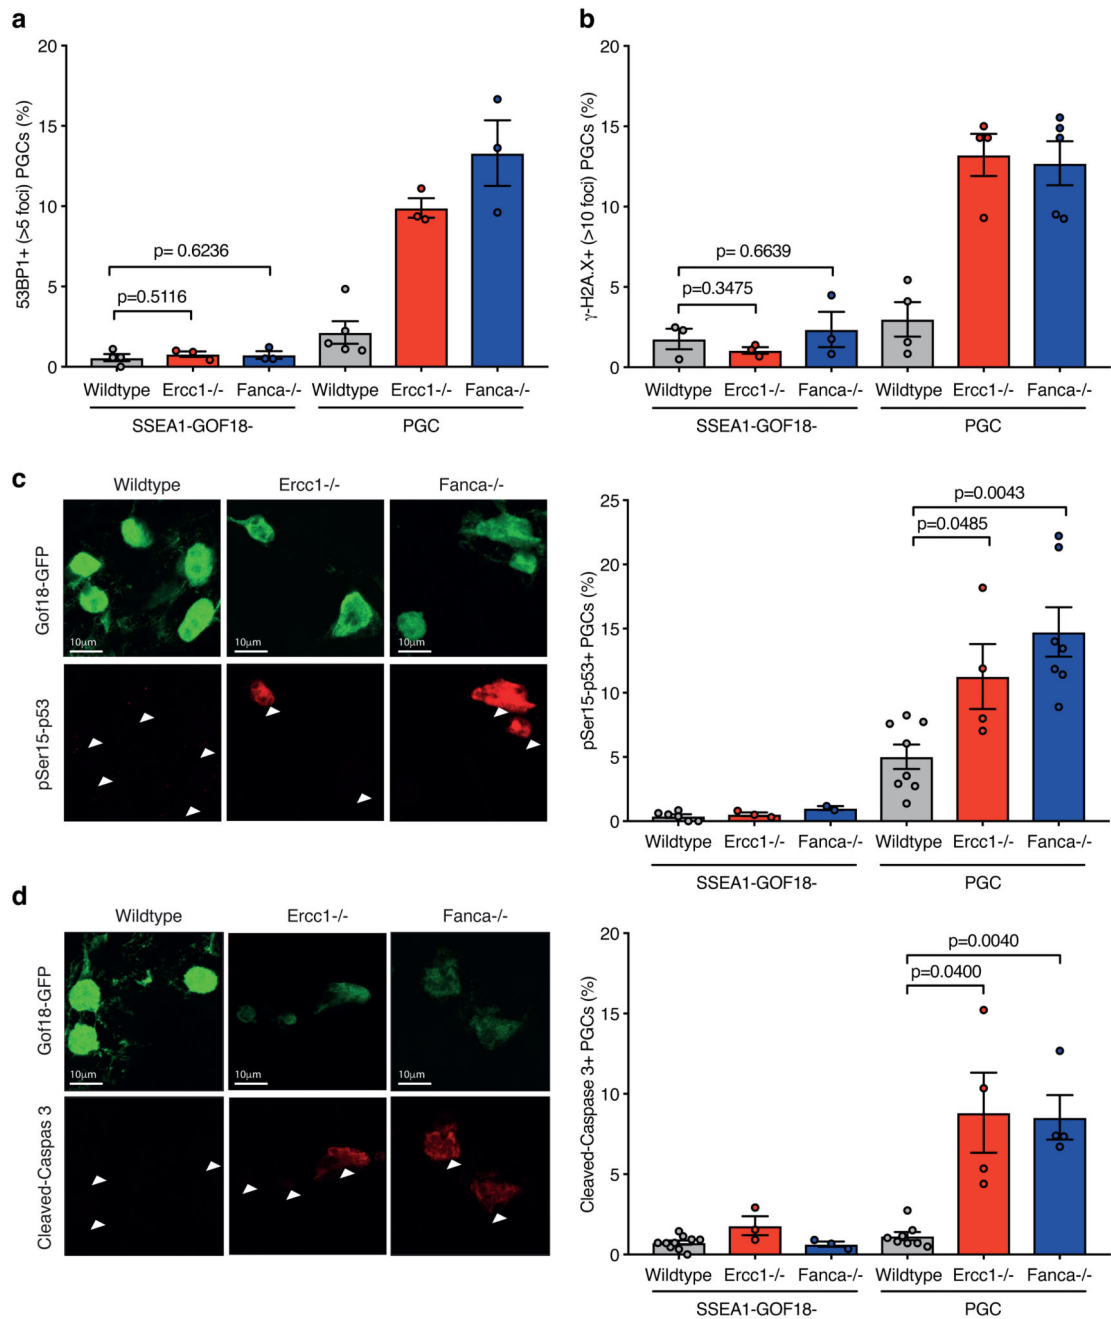 a
53BP1+ (>5 foci) PGCs (%)
20
15
10
5
0
p= 0.6236
p=0.5116
Wildtype Ercc1-/- Fanca-/- Wildtype Ercc1-/- Fanca-/-
SSEA1-GOF18- PGC
b
γ-H2A.X+ (>10 foci) PGCs (%)
20
15
10
5
0
p= 0.6639
p=0.3475
Wildtype Ercc1-/- Fanca-/- Wildtype Ercc1-/- Fanca-/-
SSEA1-GOF18- PGC
c
Wildtype Ercc1-/- Fanca-/-
Gof18-GFP
10μm 10μm 10μm
pSer15-p53
pSer15-p53+ PGCs (%)
25
20
15
10
5
0
p=0.0043
p=0.0485
Wildtype Ercc1-/- Fanca-/- Wildtype Ercc1-/- Fanca-/-
SSEA1-GOF18- PGC
d
Wildtype Ercc1-/- Fanca-/-
Gof18-GFP
10μm 10μm 10μm
Cleaved-Caspas 3
Cleaved-Caspase 3+ PGCs (%)
20
15
10
5
0
p=0.0040
p=0.0400
Wildtype Ercc1-/- Fanca-/- Wildtype Ercc1-/- Fanca-/-
SSEA1-GOF18- PGC